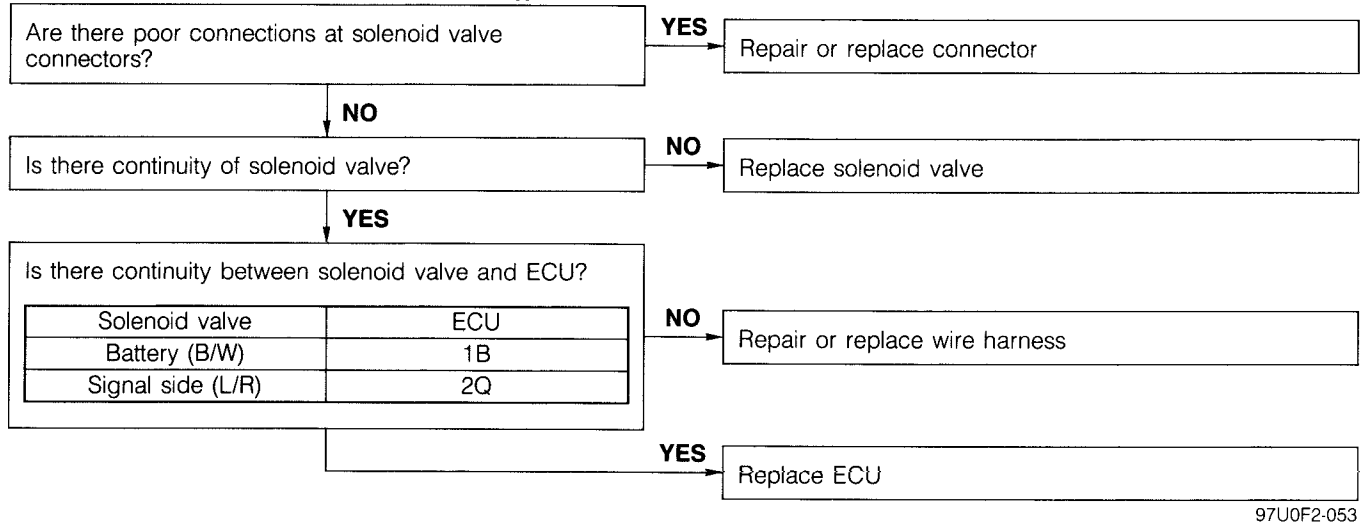 Are there poor connections at solenoid valve
connectors?
YES
Repair or replace connector
NO
Is there continuity of solenoid valve?
NO
Replace solenoid valve
YES
Is there continuity between solenoid valve and ECU?
Solenoid valve ECU
Battery (B/W) 1B
Signal side (L/R) 2Q
NO
Repair or replace wire harness
YES
Replace ECU
97U0F2-053